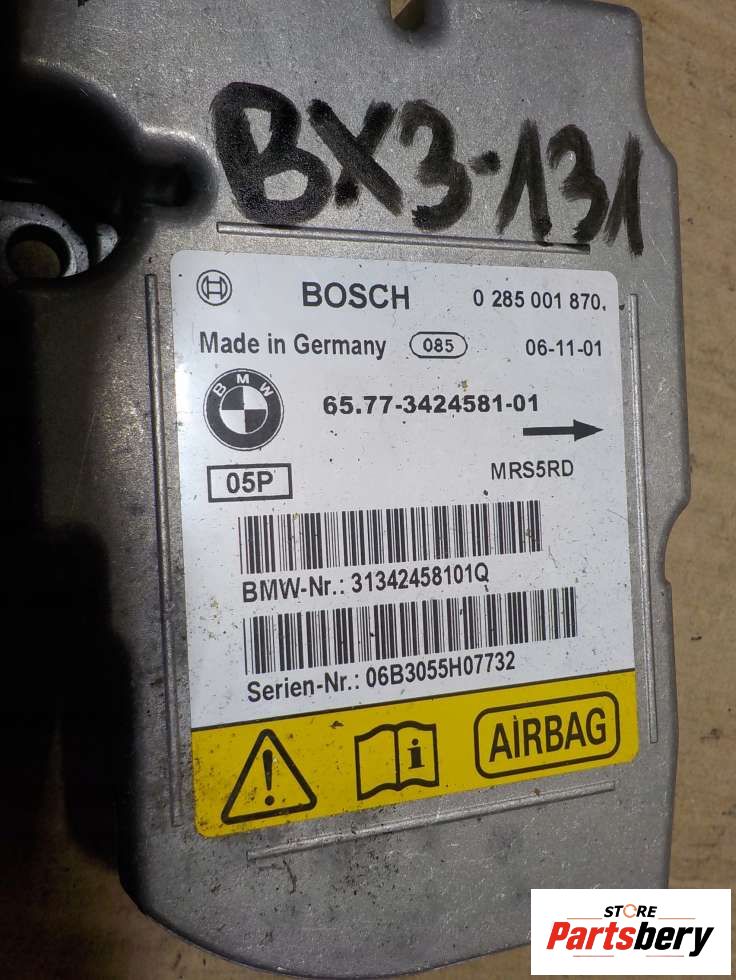 BX3-131
BOSCH 0 285 001 870.
Made in Germany 085 06-11-01
BMW
65.77-3424581-01
05P MRS5RD
BMW-Nr.: 31342458101Q
Serien-Nr.: 06B3055H07732
i AIRBAG
STORE
Partsbery